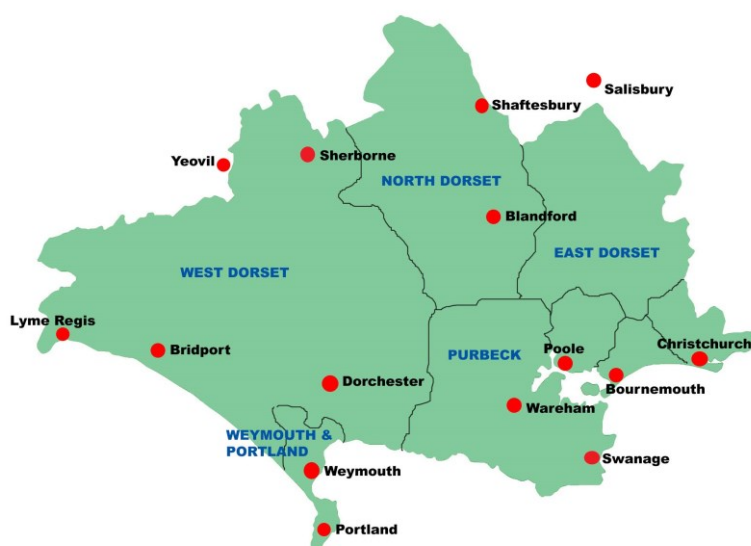 Salisbury
Shaftesbury
Sherborne
Yeovil
NORTH DORSET
Blandford
EAST DORSET
WEST DORSET
Lyme Regis
Bridport
PURBECK
Poole
Christchurch
Dorchester
Bournemouth
Wareham
WEYMOUTH &
PORTLAND
Swanage
Weymouth
Portland